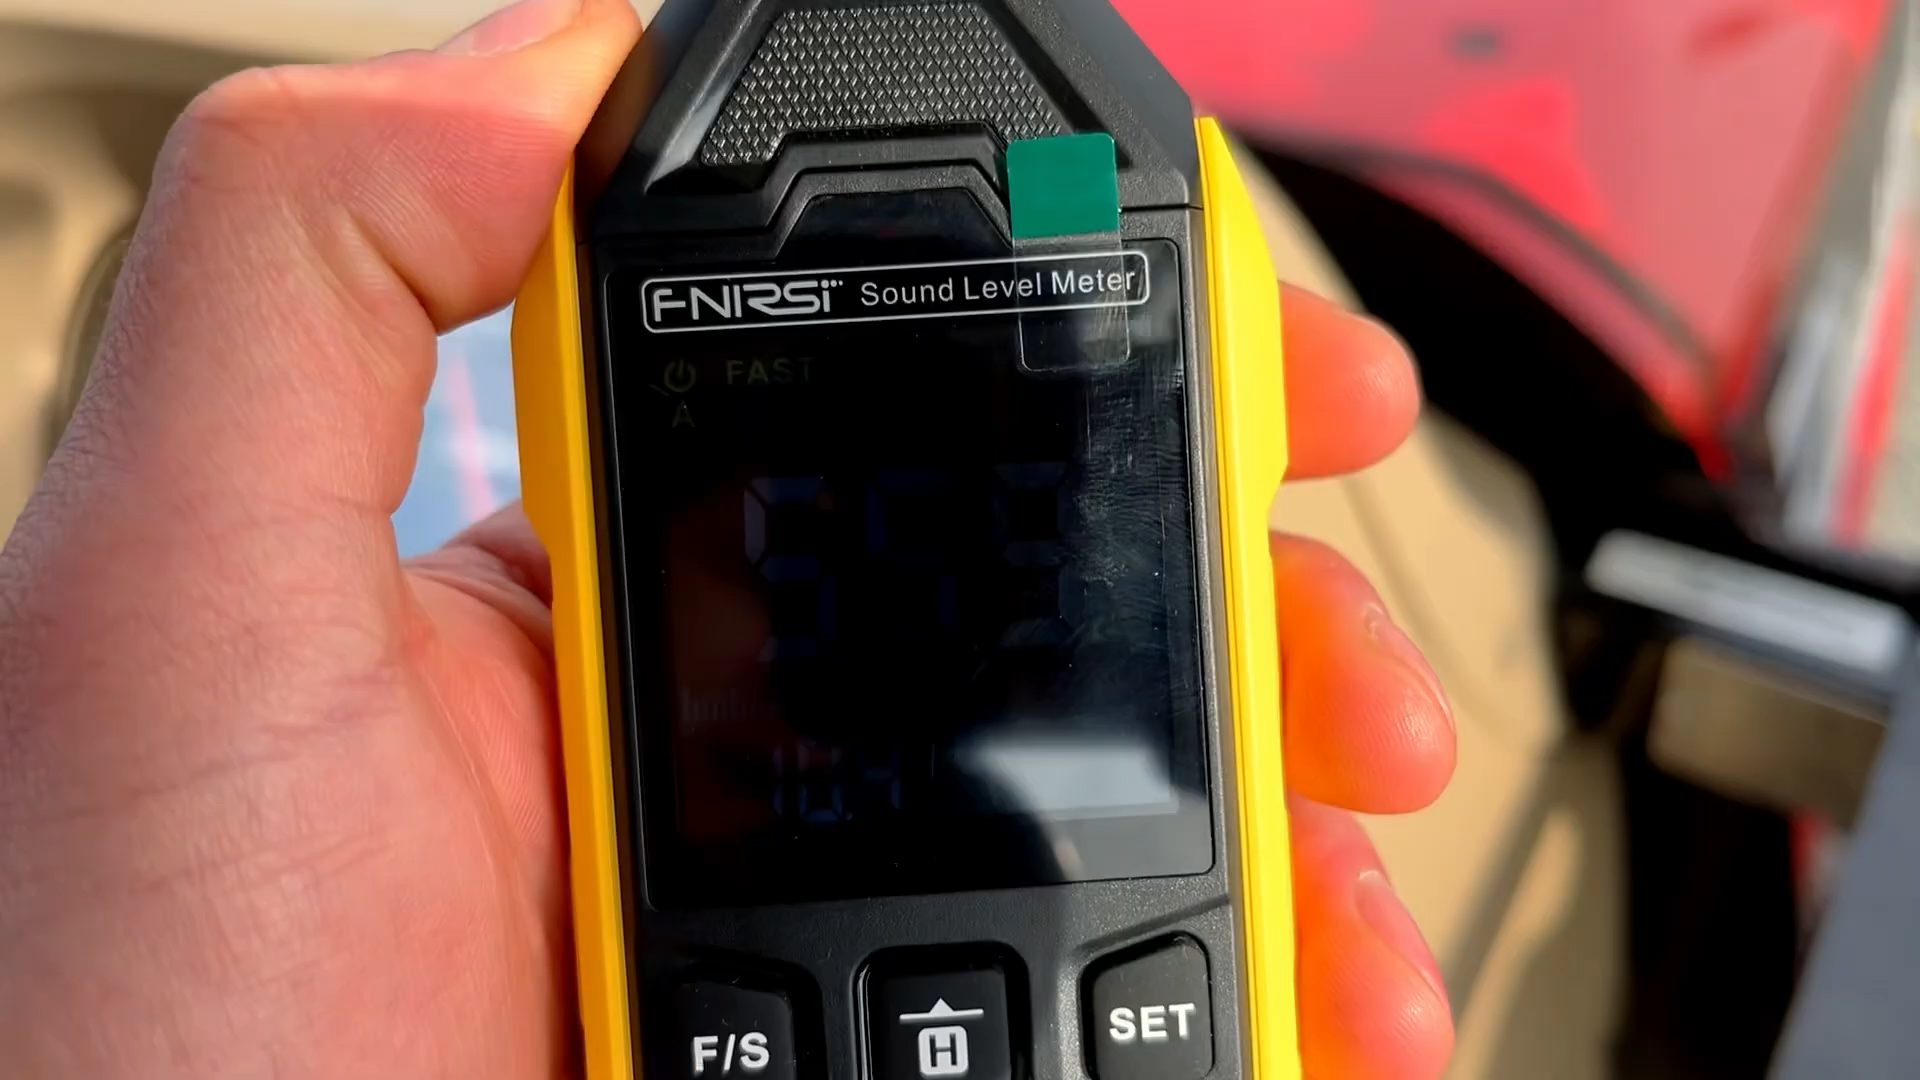 FNIRSI Sound Level Meter
FAST
A
F/S
H
SET